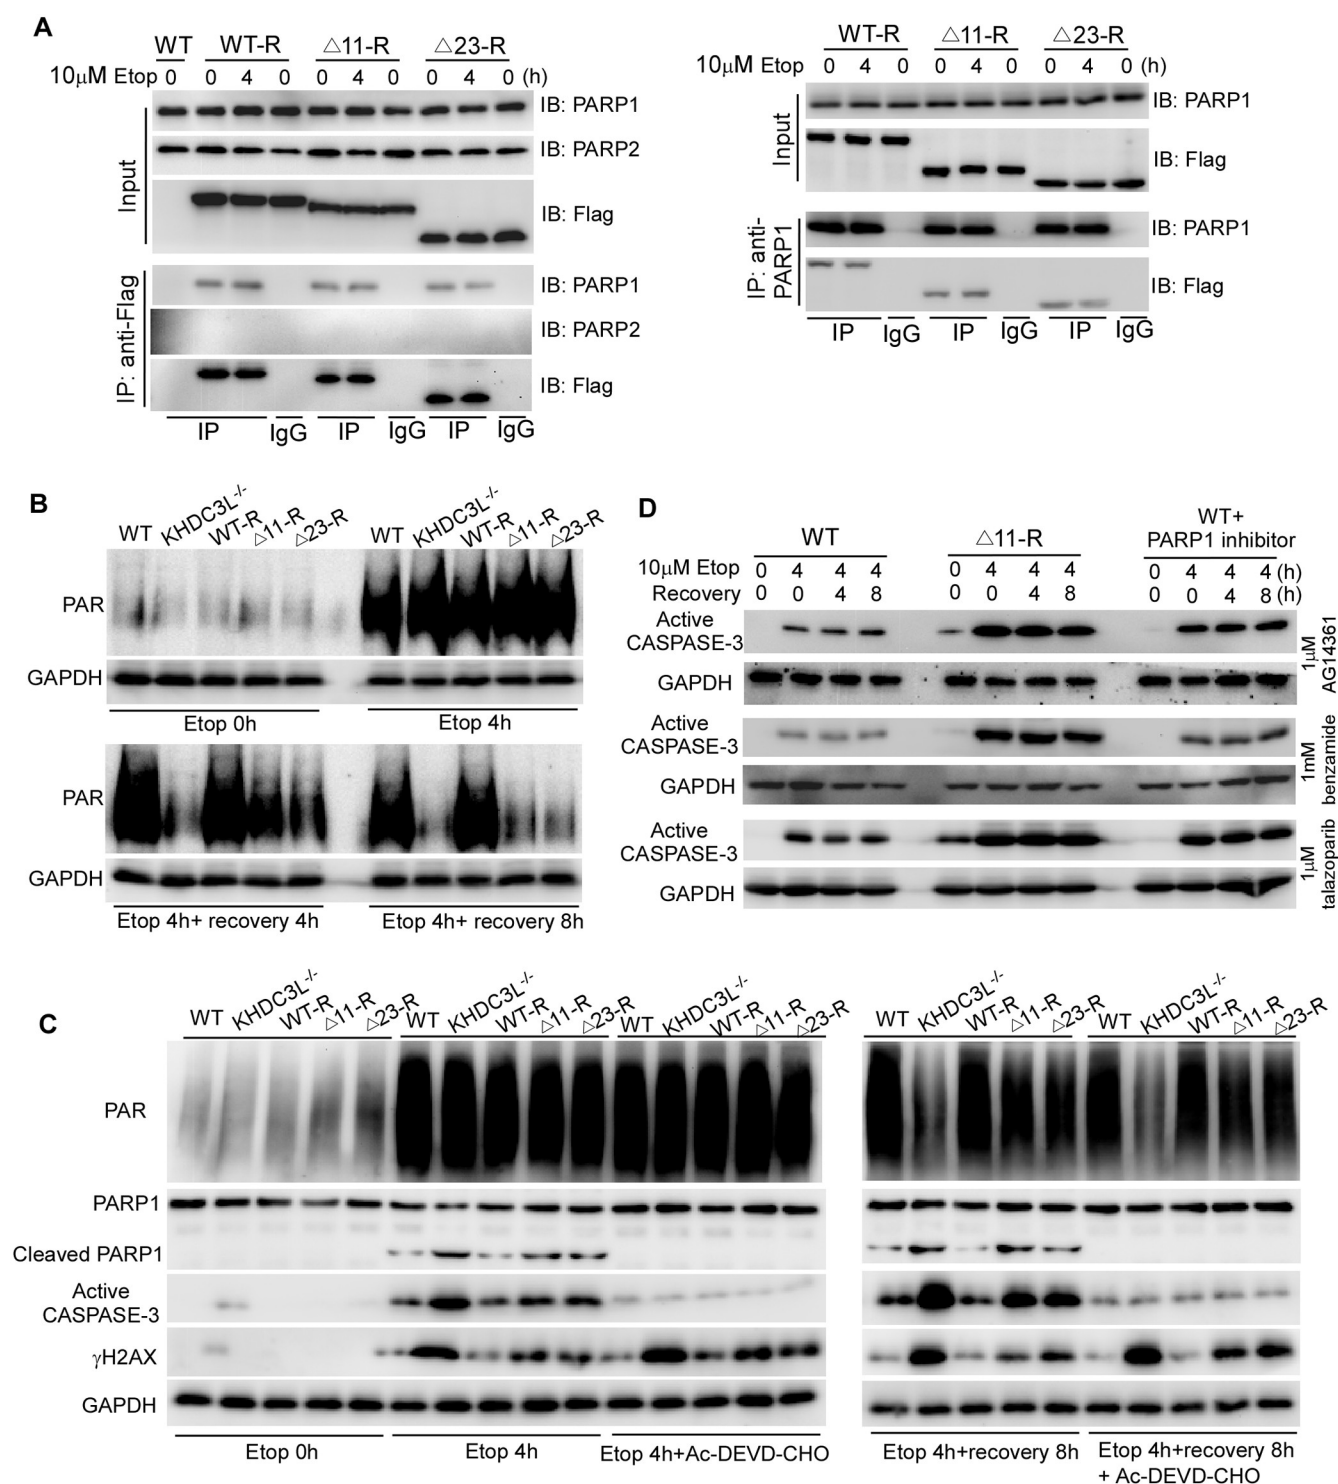 A
WT WT-R △11-R △23-R
10μM Etop 0 0 4 0 0 4 0 0 4 0 (h)
Input
IB: PARP1
IB: PARP2
IB: Flag
IP: anti-Flag
IB: PARP1
IB: PARP2
IB: Flag
IP IgG IP IgG IP IgG
WT-R △11-R △23-R
10μM Etop 0 4 0 0 4 0 0 4 0 (h)
Input
IB: PARP1
IB: Flag
IP: anti-
PARP1
IB: PARP1
IB: Flag
IP IgG IP IgG IP IgG
B
WT KHDC3L-/- WT-R △11-R △23-R WT KHDC3L-/- WT-R △11-R △23-R
PAR
GAPDH
Etop 0h Etop 4h
PAR
GAPDH
Etop 4h+ recovery 4h Etop 4h+ recovery 8h
D
WT △11-R WT+
PARP1 inhibitor
10μM Etop 0 4 4 4 0 4 4 4 0 4 4 4 (h)
Recovery 0 0 4 8 0 0 4 8 0 0 4 8 (h)
Active
CASPASE-3
GAPDH
1μM
AG14361
Active
CASPASE-3
GAPDH
1mM
benzamide
Active
CASPASE-3
GAPDH
1μM
talazoparib
C
WT KHDC3L-/- WT-R △11-R △23-R WT KHDC3L-/- WT-R △11-R △23-R WT KHDC3L-/- WT-R △11-R △23-R WT KHDC3L-/- WT-R △11-R △23-R WT KHDC3L-/- WT-R △11-R △23-R
PAR
PARP1
Cleaved PARP1
Active
CASPASE-3
γH2AX
GAPDH
Etop 0h Etop 4h Etop 4h+Ac-DEVD-CHO Etop 4h+recovery 8h Etop 4h+recovery 8h
+ Ac-DEVD-CHO